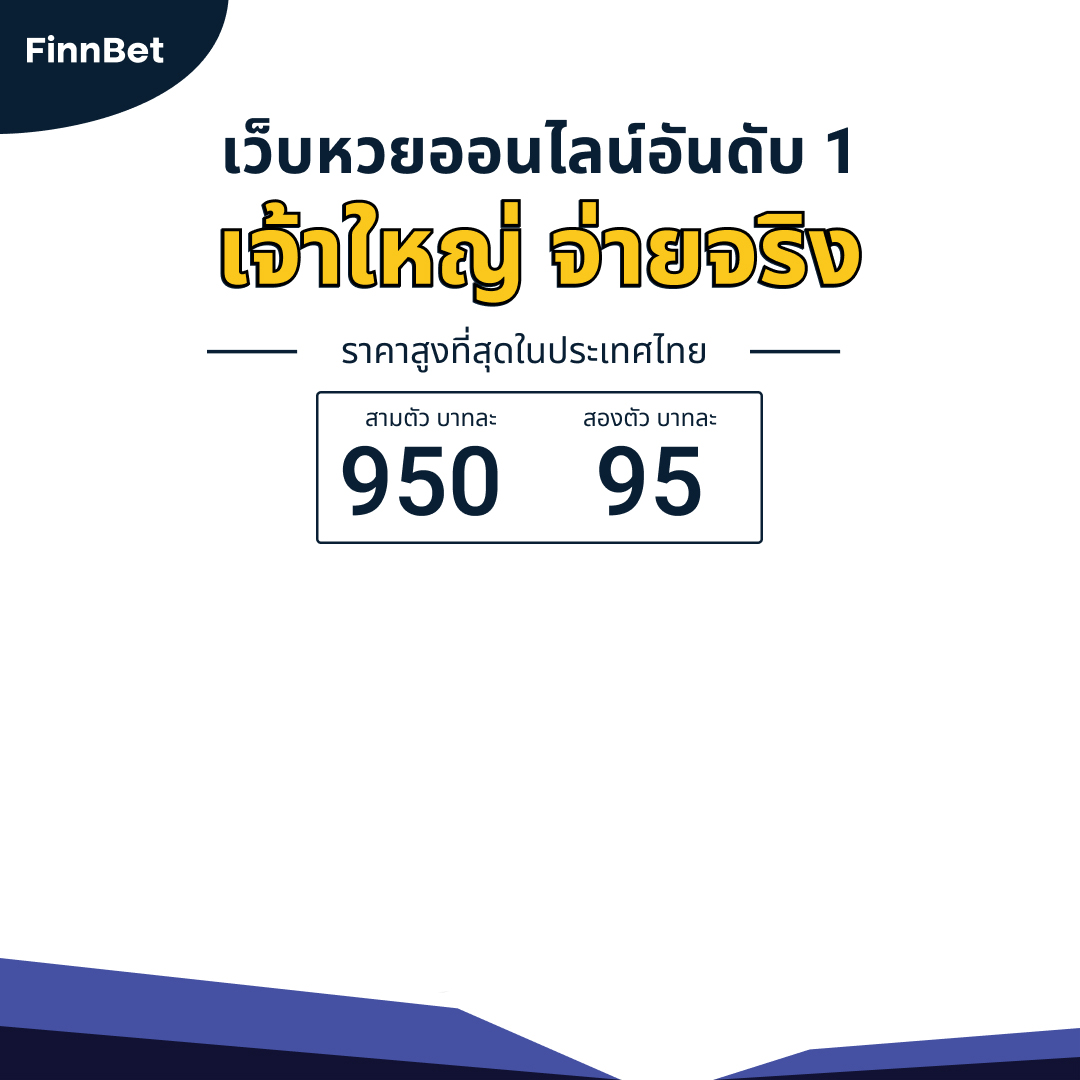 FinnBet
เว็บหวยออนไลน์อันดับ 1
เจ้าใหญ่ จ่ายจริง
ราคาสูงที่สุดในประเทศไทย
สามตัว บาทละ
950
สองตัว บาทละ
95